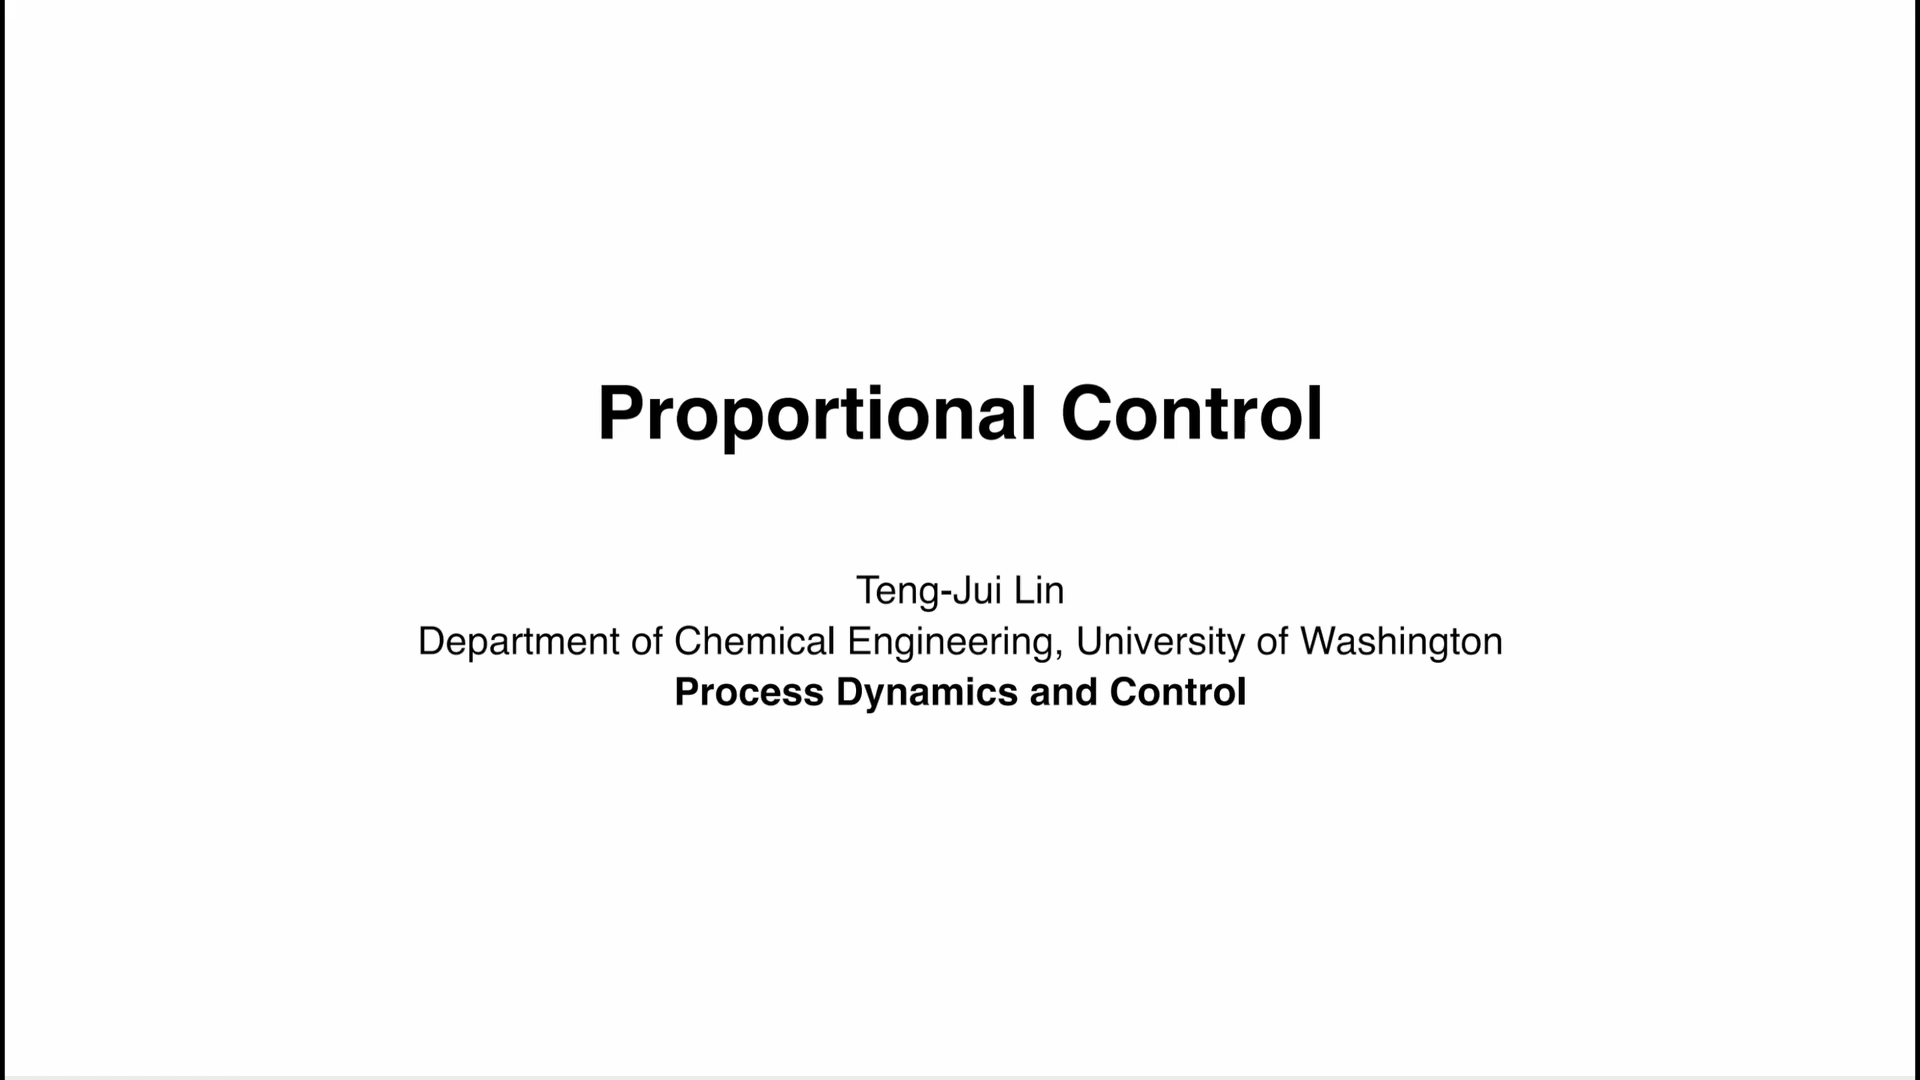 Proportional Control
Teng-Jui Lin
Department of Chemical Engineering, University of Washington
Process Dynamics and Control